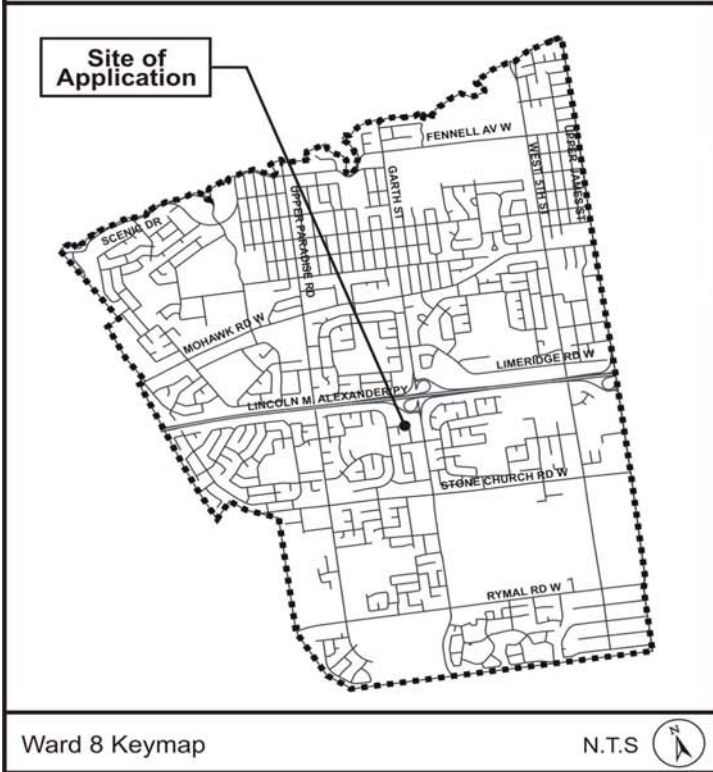 Site of
Application
FENNELL AV W
GARTH ST
WEST 5TH ST
UPPER JAMES ST
UPPER PARADISE RD
SCENIC DR
MOHAWK RD W
LIMERIDGE RD W
LINCOLN M. ALEXANDER PY
STONE CHURCH RD W
RYMAL RD W
Ward 8 Keymap
N.T.S
N